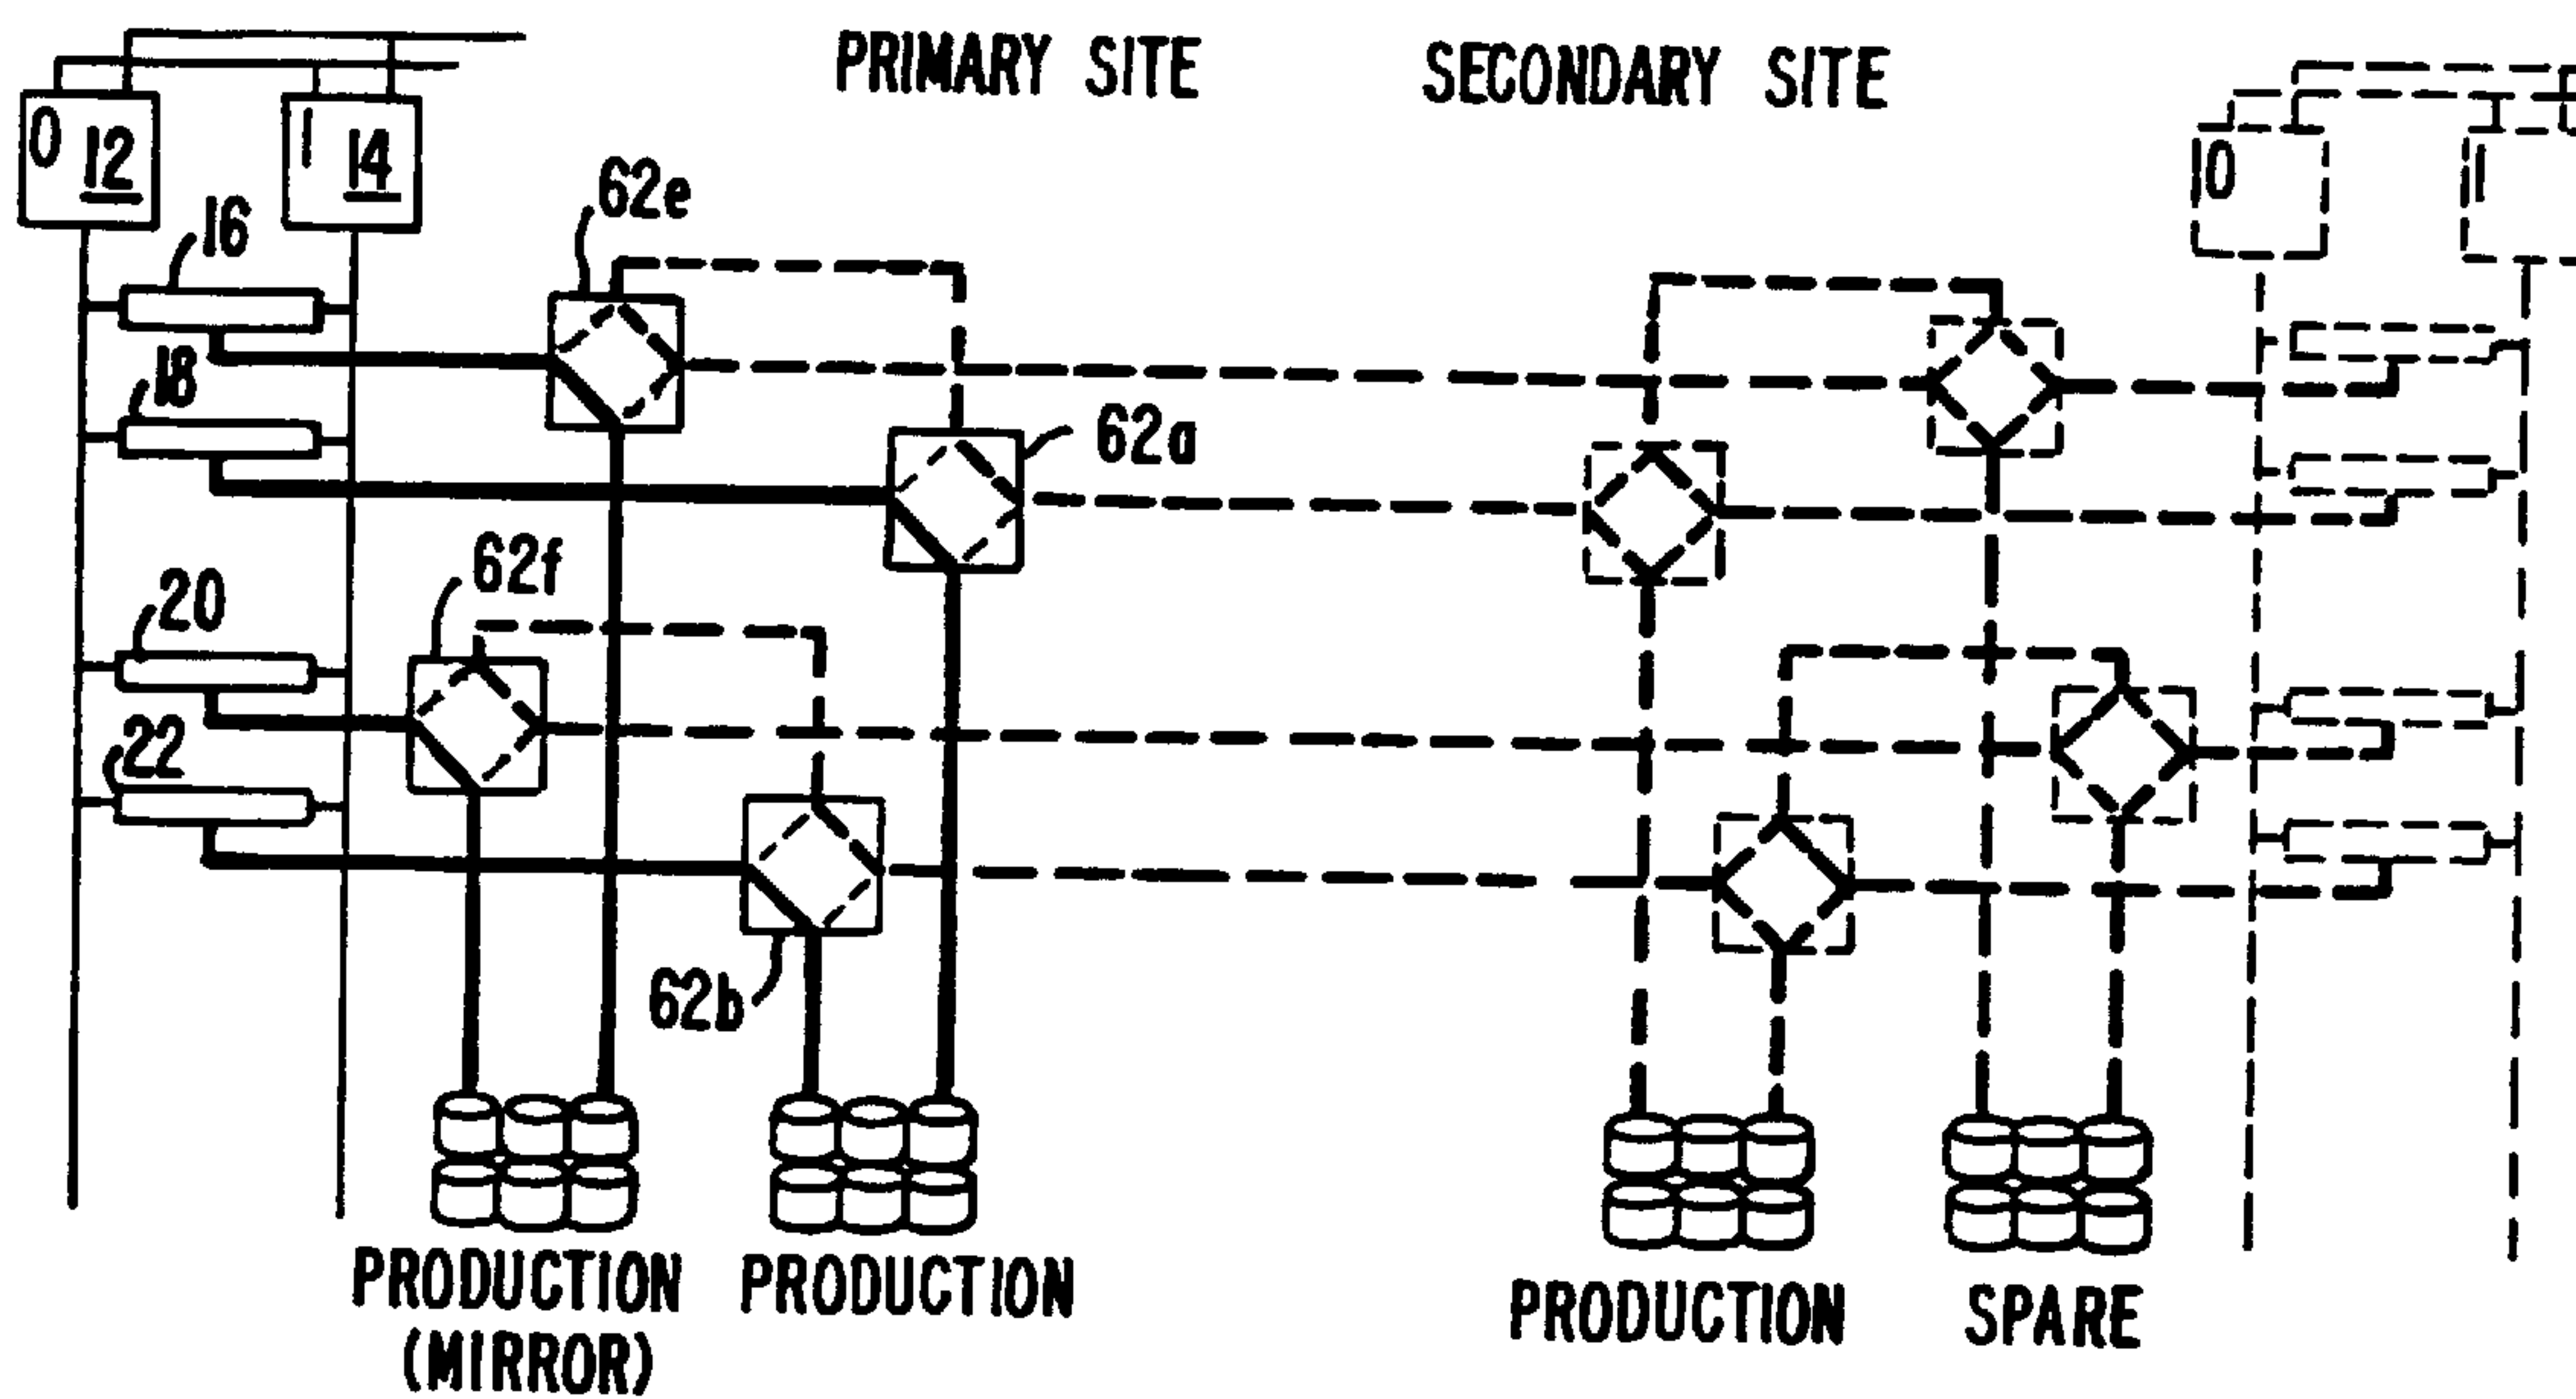 PRIMARY SITE
SECONDARY SITE
0 12
1 14
10
1
16
62e
18
62a
20
62f
22
62b
PRODUCTION
(MIRROR)
PRODUCTION
PRODUCTION
SPARE